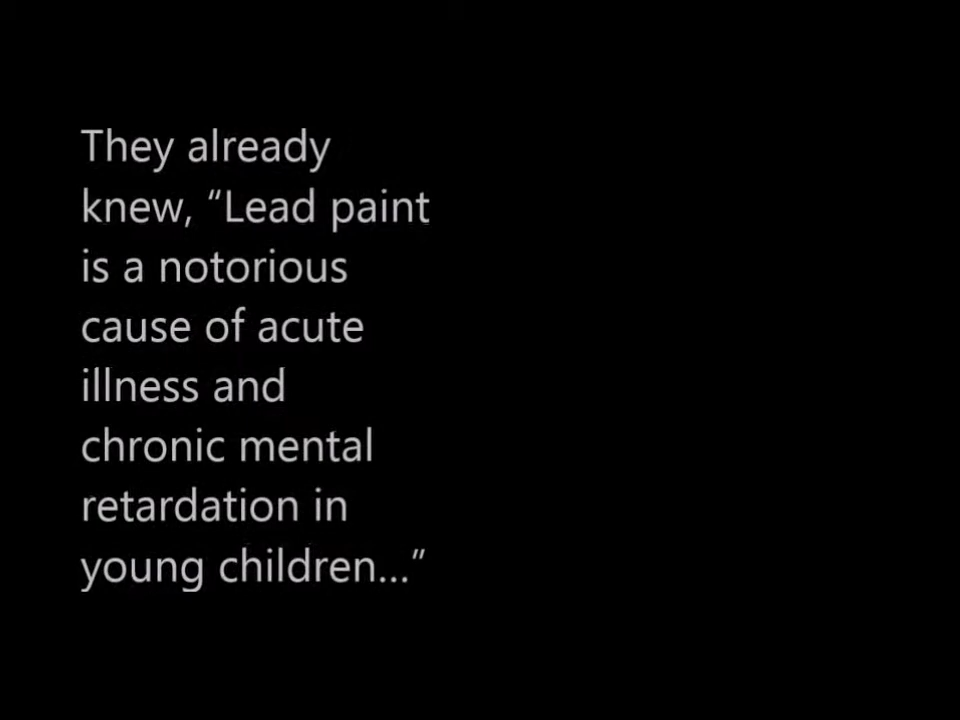 They already
knew, “Lead paint
is a notorious
cause of acute
illness and
chronic mental
retardation in
young children…”